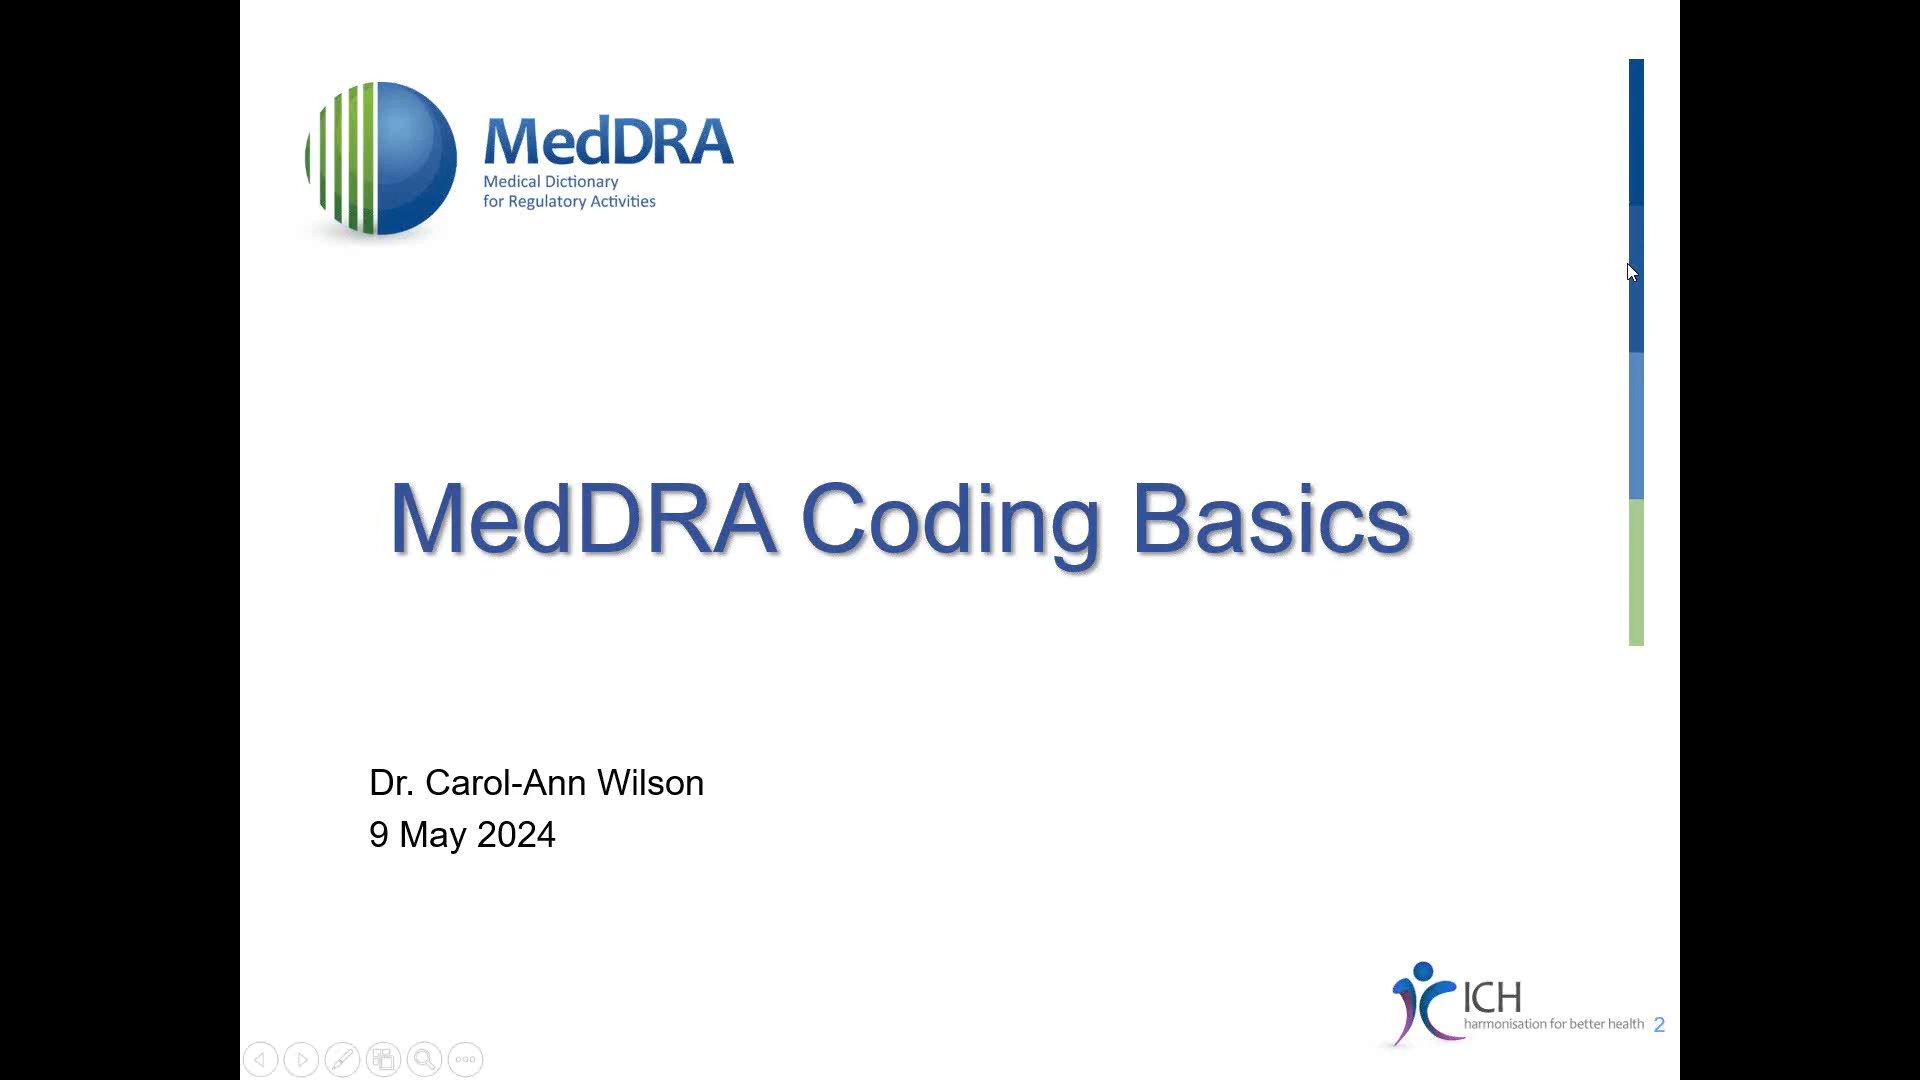 MedDRA
Medical Dictionary
for Regulatory Activities
MedDRA Coding Basics
Dr. Carol-Ann Wilson
9 May 2024
ICH
harmonisation for better health
2